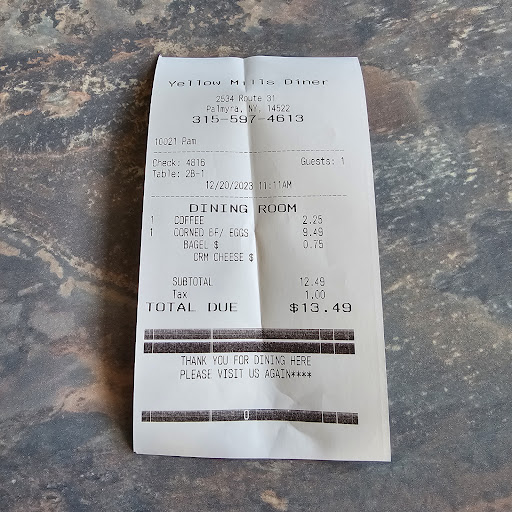 Yellow Mills Diner
2534 Route 31
Palmyra, NY, 14522
315-597-4613
10021 Pam
Check: 4816 Guests: 1
Table: 2B-1
12/20/2023 11:11AM
DINING ROOM
1 COFFEE 2.25
1 CORNED BF/ EGGS 9.49
BAGEL $ 0.75
CRM CHEESE $
SUBTOTAL 12.49
Tax 1.00
TOTAL DUE $13.49
THANK YOU FOR DINING HERE
PLEASE VISIT US AGAIN****
0